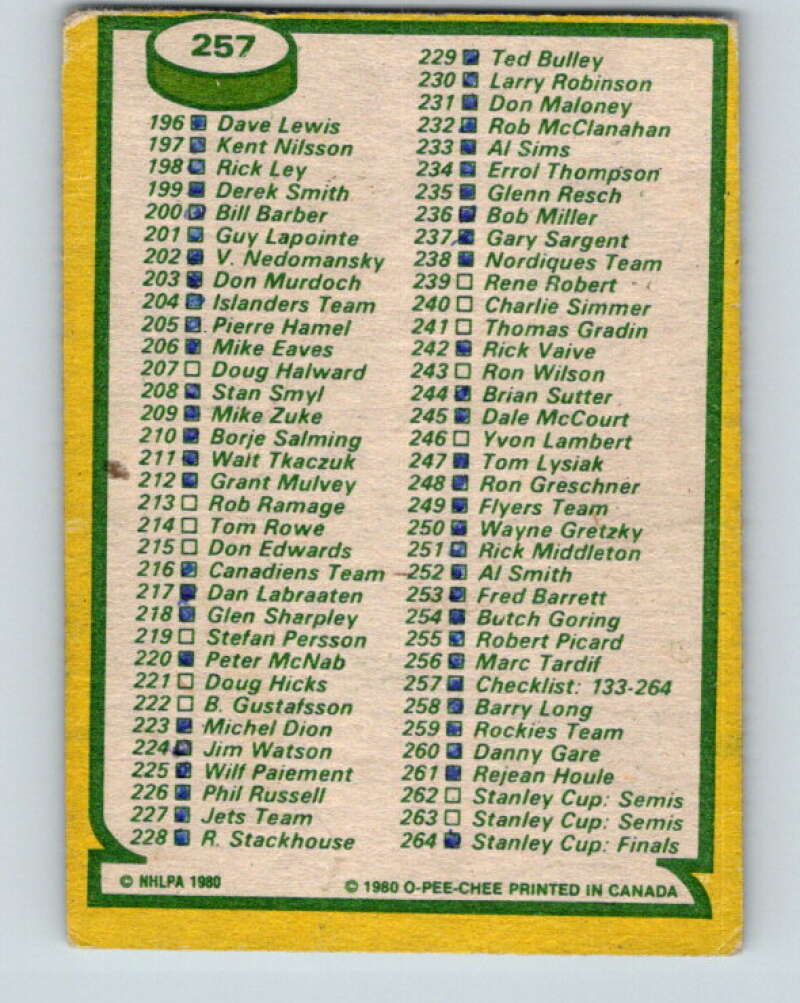 257
196 Dave Lewis
197 Kent Nilsson
198 Rick Ley
199 Derek Smith
200 Bill Barber
201 Guy Lapointe
202 V. Nedomansky
203 Don Murdoch
204 Islanders Team
205 Pierre Hamel
206 Mike Eaves
207 Doug Halward
208 Stan Smyl
209 Mike Zuke
210 Borje Salming
211 Walt Tkaczuk
212 Grant Mulvey
213 Rob Ramage
214 Tom Rowe
215 Don Edwards
216 Canadiens Team
217 Dan Labraaten
218 Glen Sharpley
219 Stefan Persson
220 Peter McNab
221 Doug Hicks
222 B. Gustafsson
223 Michel Dion
224 Jim Watson
225 Wilf Paiement
226 Phil Russell
227 Jets Team
228 R. Stackhouse
229 Ted Bulley
230 Larry Robinson
231 Don Maloney
232 Rob McClanahan
233 Al Sims
234 Errol Thompson
235 Glenn Resch
236 Bob Miller
237 Gary Sargent
238 Nordiques Team
239 Rene Robert
240 Charlie Simmer
241 Thomas Gradin
242 Rick Vaive
243 Ron Wilson
244 Brian Sutter
245 Dale McCourt
246 Yvon Lambert
247 Tom Lysiak
248 Ron Greschner
249 Flyers Team
250 Wayne Gretzky
251 Rick Middleton
252 Al Smith
253 Fred Barrett
254 Butch Goring
255 Robert Picard
256 Marc Tardif
257 Checklist: 133-264
258 Barry Long
259 Rockies Team
260 Danny Gare
261 Rejean Houle
262 Stanley Cup: Semis
263 Stanley Cup: Semis
264 Stanley Cup: Finals
© NHLPA 1980
© 1980 O-PEE-CHEE PRINTED IN CANADA